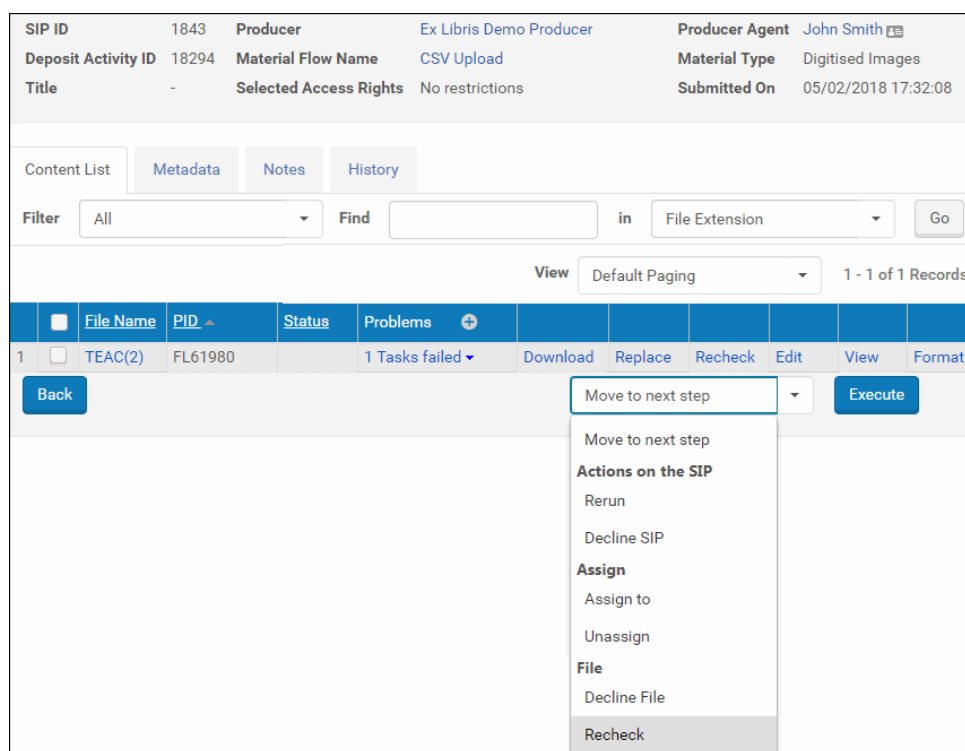 SIP ID 1843 Producer Ex Libris Demo Producer Producer Agent John Smith
Deposit Activity ID 18294 Material Flow Name CSV Upload Material Type Digitised Images
Title - Selected Access Rights No restrictions Submitted On 05/02/2018 17:32:08
Content List Metadata Notes History
Filter All Find in File Extension Go
View Default Paging 1 - 1 of 1 Records
File Name PID Status Problems
1 TEAC(2) FL61980 1 Tasks failed Download Replace Recheck Edit View Format
Back Move to next step Execute
Move to next step
Actions on the SIP
Rerun
Decline SIP
Assign
Assign to
Unassign
File
Decline File
Recheck